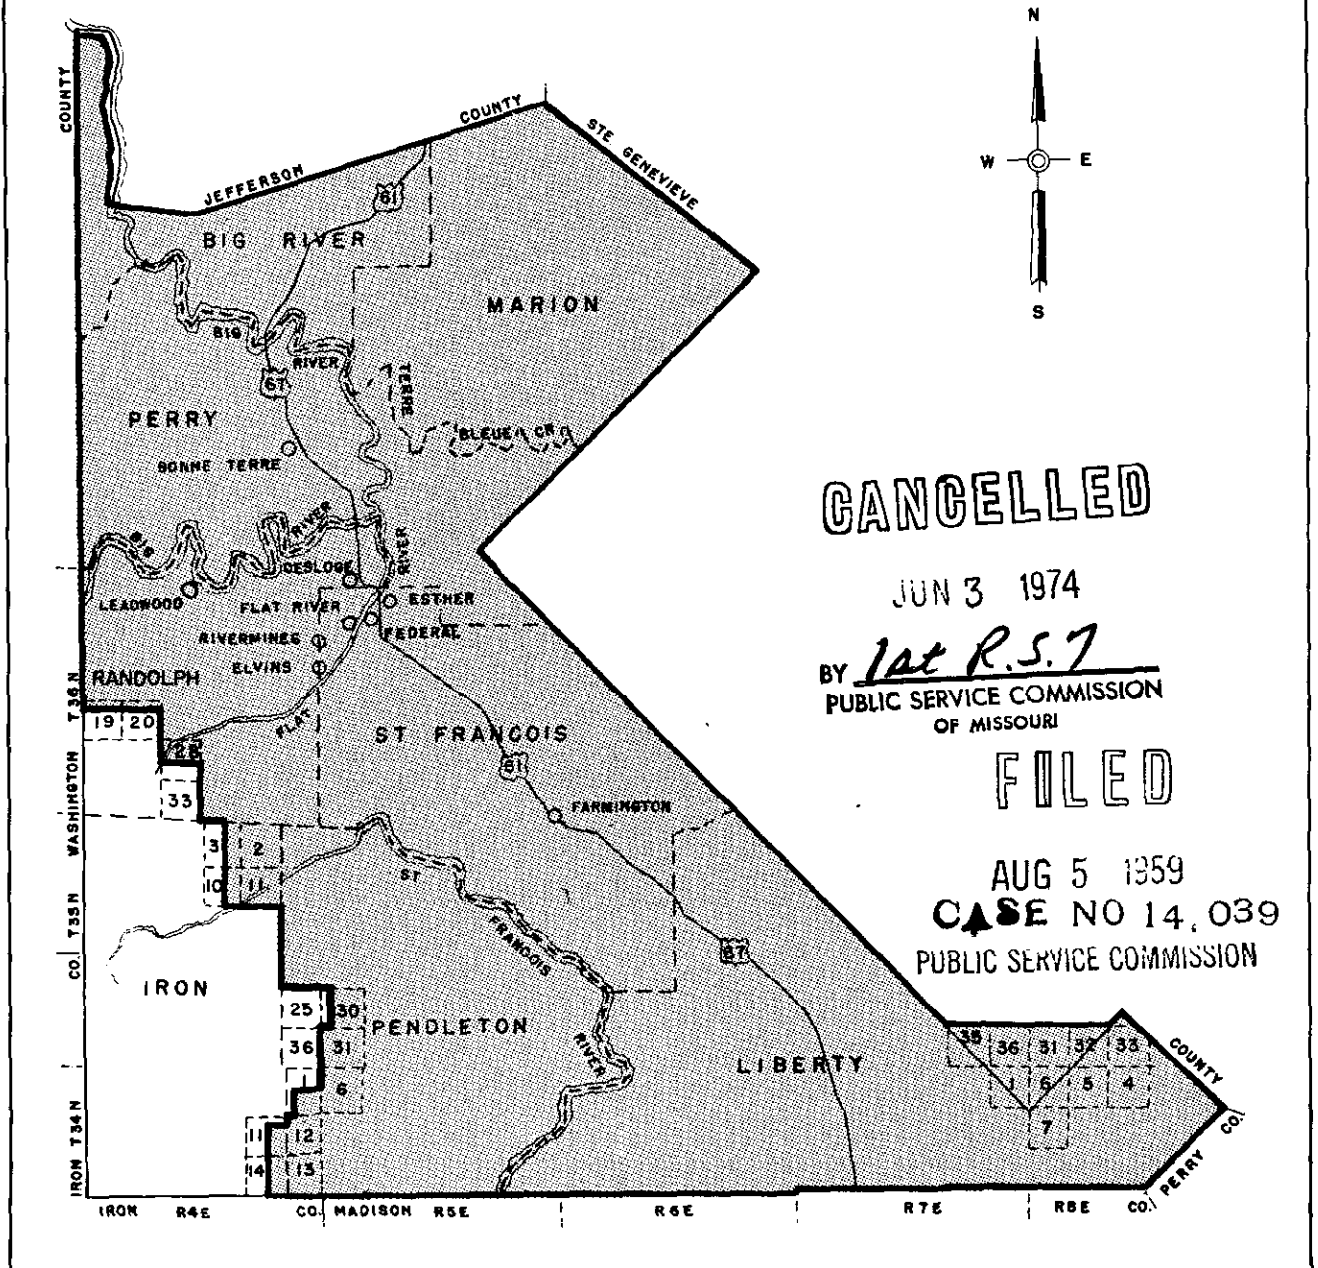 N
W E
S
COUNTY
JEFFERSON
COUNTY
STE GENEVIEVE
61
BIG RIVER
MARION
BIG
RIVER
67
TERRE
BLEUE CR
PERRY
BONNE TERRE
BIG
RIVER
RIVER
DESLOGE
LEADWOOD
FLAT RIVER
ESTHER
RIVERMINES
FEDERAL
ELVINS
RANDOLPH
T36N
19 20
FLAT
ST FRANCOIS
28
61
33
FARMINGTON
WASHINGTON
3 2
10 11
ST
FRANCOIS
RIVER
T35N
CO.
67
IRON
25 30
PENDLETON
36 31
1 6
LIBERTY
35 36 31 32 33
1 6 5 4
7
COUNTY
CO.
PERRY
T34N
IRON
11 12
14 13
IRON R4E CO. MADISON R5E R6E R7E R8E CO.
CANCELLED
JUN 3 1974
BY 1st R.S.7
PUBLIC SERVICE COMMISSION
OF MISSOURI
FILED
AUG 5 1959
CASE NO 14,039
PUBLIC SERVICE COMMISSION